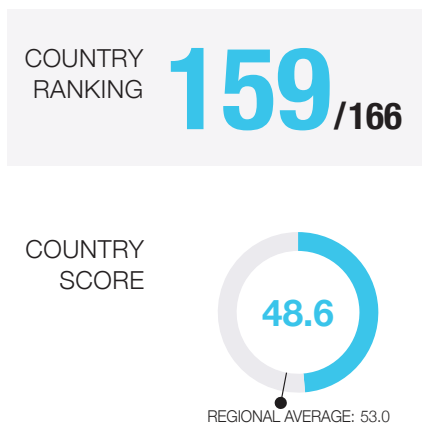 COUNTRY
RANKING
159/166
COUNTRY
SCORE
48.6
REGIONAL AVERAGE: 53.0